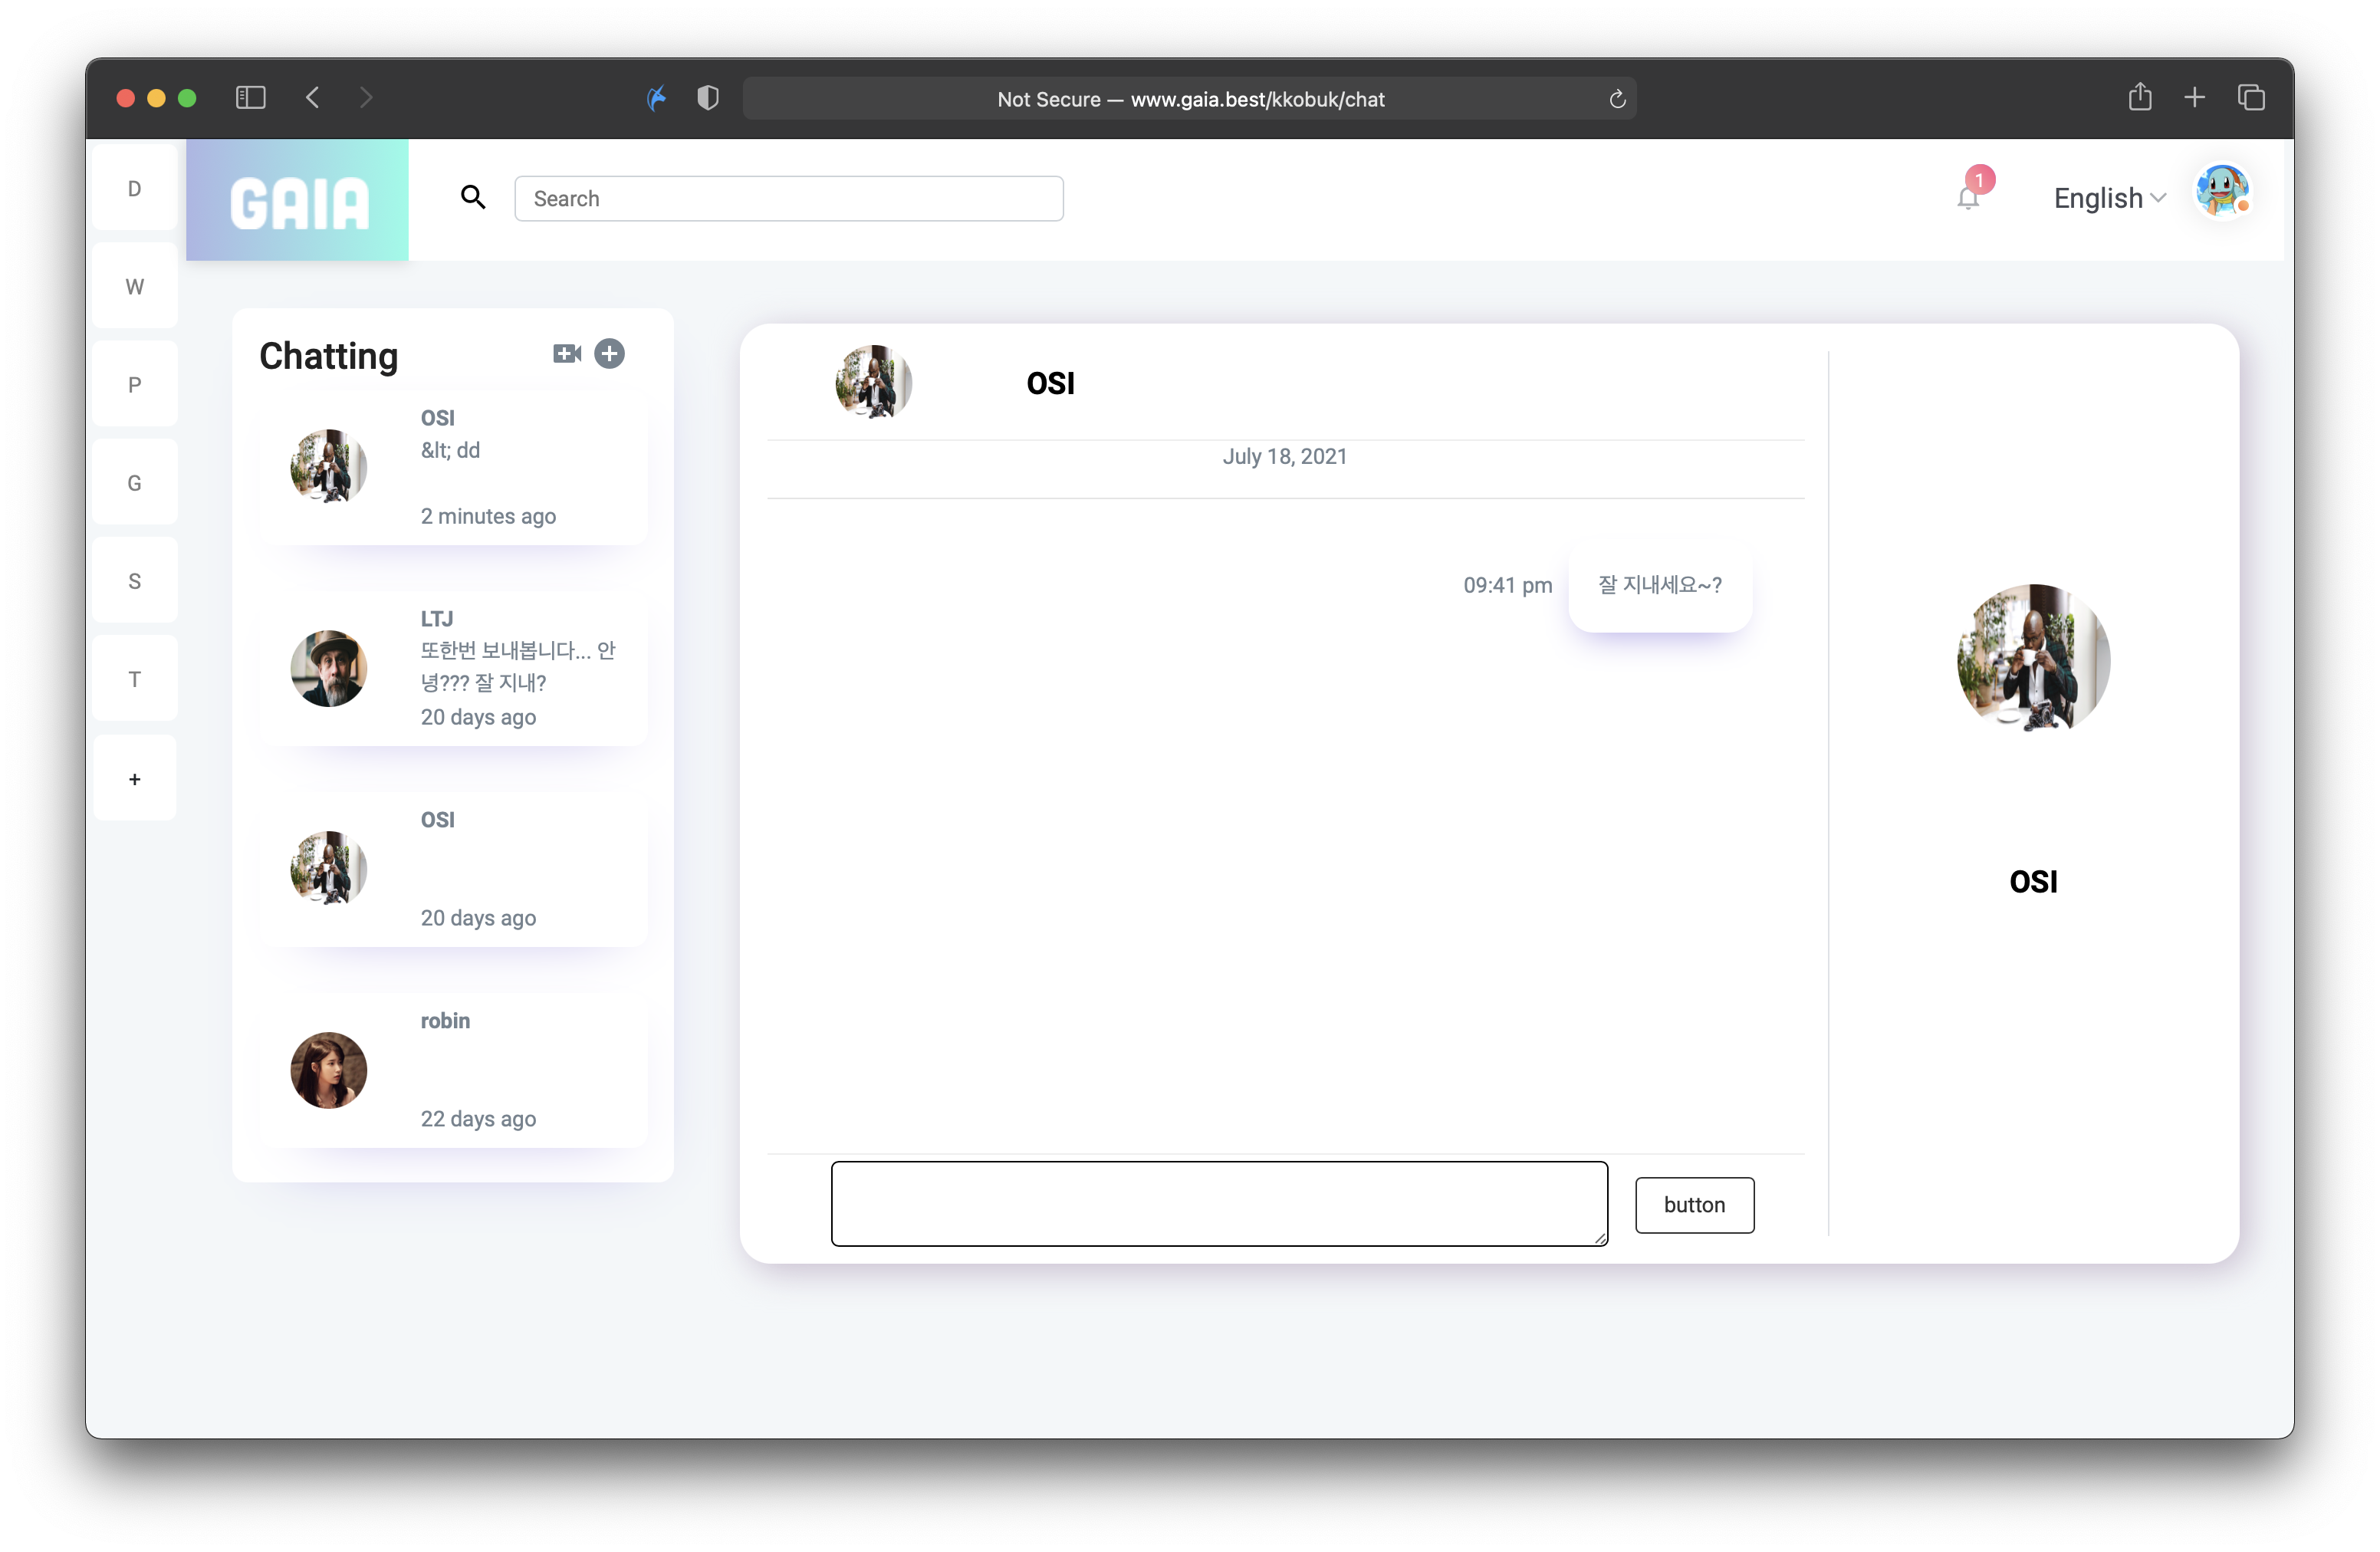 Not Secure — www.gaia.best/kkobuk/chat
D
W
P
G
S
T
+
GAIA
Search
1
English
Chatting
OSI
&lt; dd
2 minutes ago
LTJ
또한번 보내봅니다... 안
녕??? 잘 지내?
20 days ago
OSI
20 days ago
robin
22 days ago
OSI
July 18, 2021
09:41 pm
잘 지내세요~?
button
OSI